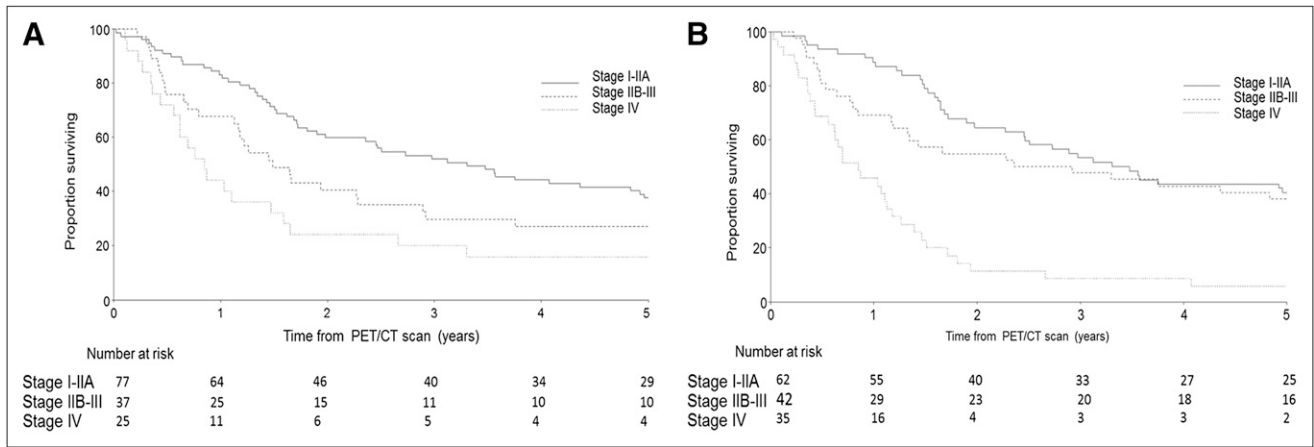 A
Proportion surviving
100
80
60
40
20
0
Stage I-IIA
Stage IIB-III
Stage IV
0 1 2 3 4 5
Time from PET/CT scan (years)
Number at risk
Stage I-IIA 77 64 46 40 34 29
Stage IIB-III 37 25 15 11 10 10
Stage IV 25 11 6 5 4 4
B
Proportion surviving
100
80
60
40
20
0
Stage I-IIA
Stage IIB-III
Stage IV
0 1 2 3 4 5
Time from PET/CT scan (years)
Number at risk
Stage I-IIA 62 55 40 33 27 25
Stage IIB-III 42 29 23 20 18 16
Stage IV 35 16 4 3 3 2